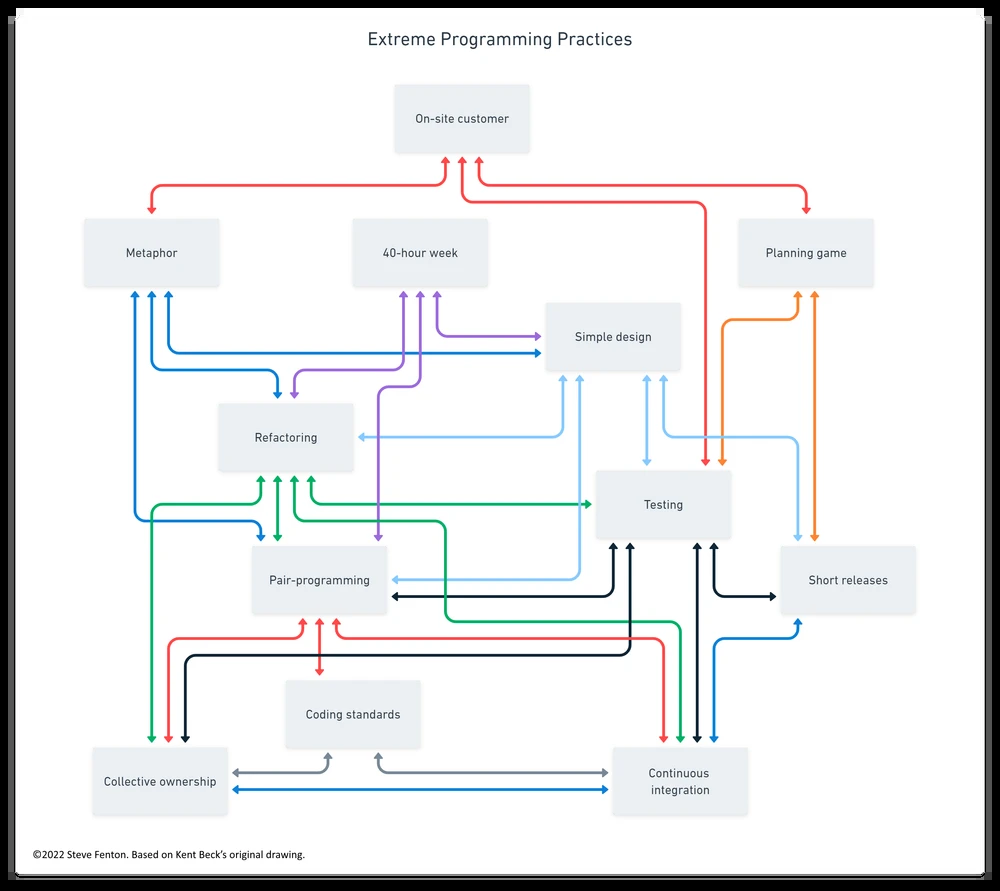 Extreme Programming Practices
On-site customer
Metaphor
40-hour week
Planning game
Simple design
Refactoring
Testing
Pair-programming
Short releases
Coding standards
Collective ownership
Continuous
integration
©2022 Steve Fenton. Based on Kent Beck's original drawing.